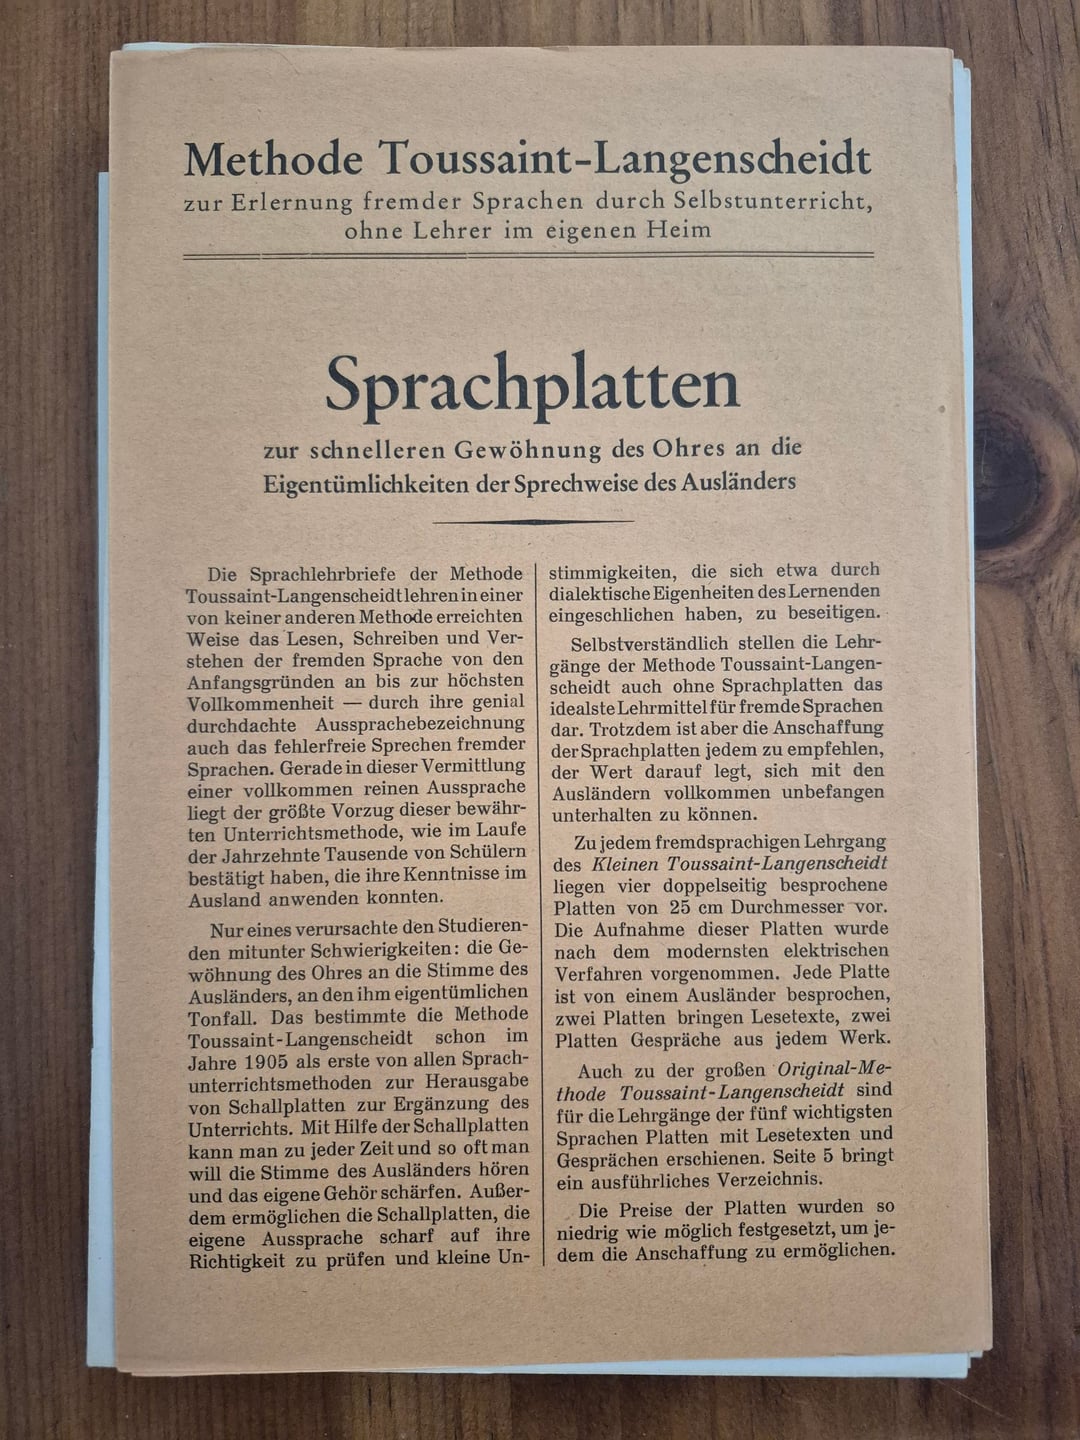 Methode Toussaint-Langenscheidt
zur Erlernung fremder Sprachen durch Selbstunterricht,
ohne Lehrer im eigenen Heim
Sprachplatten
zur schnelleren Gewöhnung des Ohres an die
Eigentümlichkeiten der Sprechweise des Ausländers
Die Sprachlehrbriefe der Methode
Toussaint-Langenscheidt lehren in einer
von keiner anderen Methode erreichten
Weise das Lesen, Schreiben und Ver-
stehen der fremden Sprache von den
Anfangsgründen an bis zur höchsten
Vollkommenheit — durch ihre genial
durchdachte Aussprachebezeichnung
auch das fehlerfreie Sprechen fremder
Sprachen. Gerade in dieser Vermittlung
einer vollkommen reinen Aussprache
liegt der größte Vorzug dieser bewähr-
ten Unterrichtsmethode, wie im Laufe
der Jahrzehnte Tausende von Schülern
bestätigt haben, die ihre Kenntnisse im
Ausland anwenden konnten.
Nur eines verursachte den Studieren-
den mitunter Schwierigkeiten: die Ge-
wöhnung des Ohres an die Stimme des
Ausländers, an den ihm eigentümlichen
Tonfall. Das bestimmte die Methode
Toussaint-Langenscheidt schon im
Jahre 1905 als erste von allen Sprach-
unterrichtsmethoden zur Herausgabe
von Schallplatten zur Ergänzung des
Unterrichts. Mit Hilfe der Schallplatten
kann man zu jeder Zeit und so oft man
will die Stimme des Ausländers hören
und das eigene Gehör schärfen. Außer-
dem ermöglichen die Schallplatten, die
eigene Aussprache scharf auf ihre
Richtigkeit zu prüfen und kleine Un-
stimmigkeiten, die sich etwa durch
dialektische Eigenheiten des Lernenden
eingeschlichen haben, zu beseitigen.
Selbstverständlich stellen die Lehr-
gänge der Methode Toussaint-Langen-
scheidt auch ohne Sprachplatten das
idealste Lehrmittel für fremde Sprachen
dar. Trotzdem ist aber die Anschaffung
der Sprachplatten jedem zu empfehlen,
der Wert darauf legt, sich mit den
Ausländern vollkommen unbefangen
unterhalten zu können.
Zu jedem fremdsprachigen Lehrgang
des Kleinen Toussaint-Langenscheidt
liegen vier doppelseitig besprochene
Platten von 25 cm Durchmesser vor.
Die Aufnahme dieser Platten wurde
nach dem modernsten elektrischen
Verfahren vorgenommen. Jede Platte
ist von einem Ausländer besprochen,
zwei Platten bringen Lesetexte, zwei
Platten Gespräche aus jedem Werk.
Auch zu der großen Original-Me-
thode Toussaint-Langenscheidt sind
für die Lehrgänge der fünf wichtigsten
Sprachen Platten mit Lesetexten und
Gesprächen erschienen. Seite 5 bringt
ein ausführliches Verzeichnis.
Die Preise der Platten wurden so
niedrig wie möglich festgesetzt, um je-
dem die Anschaffung zu ermöglichen.